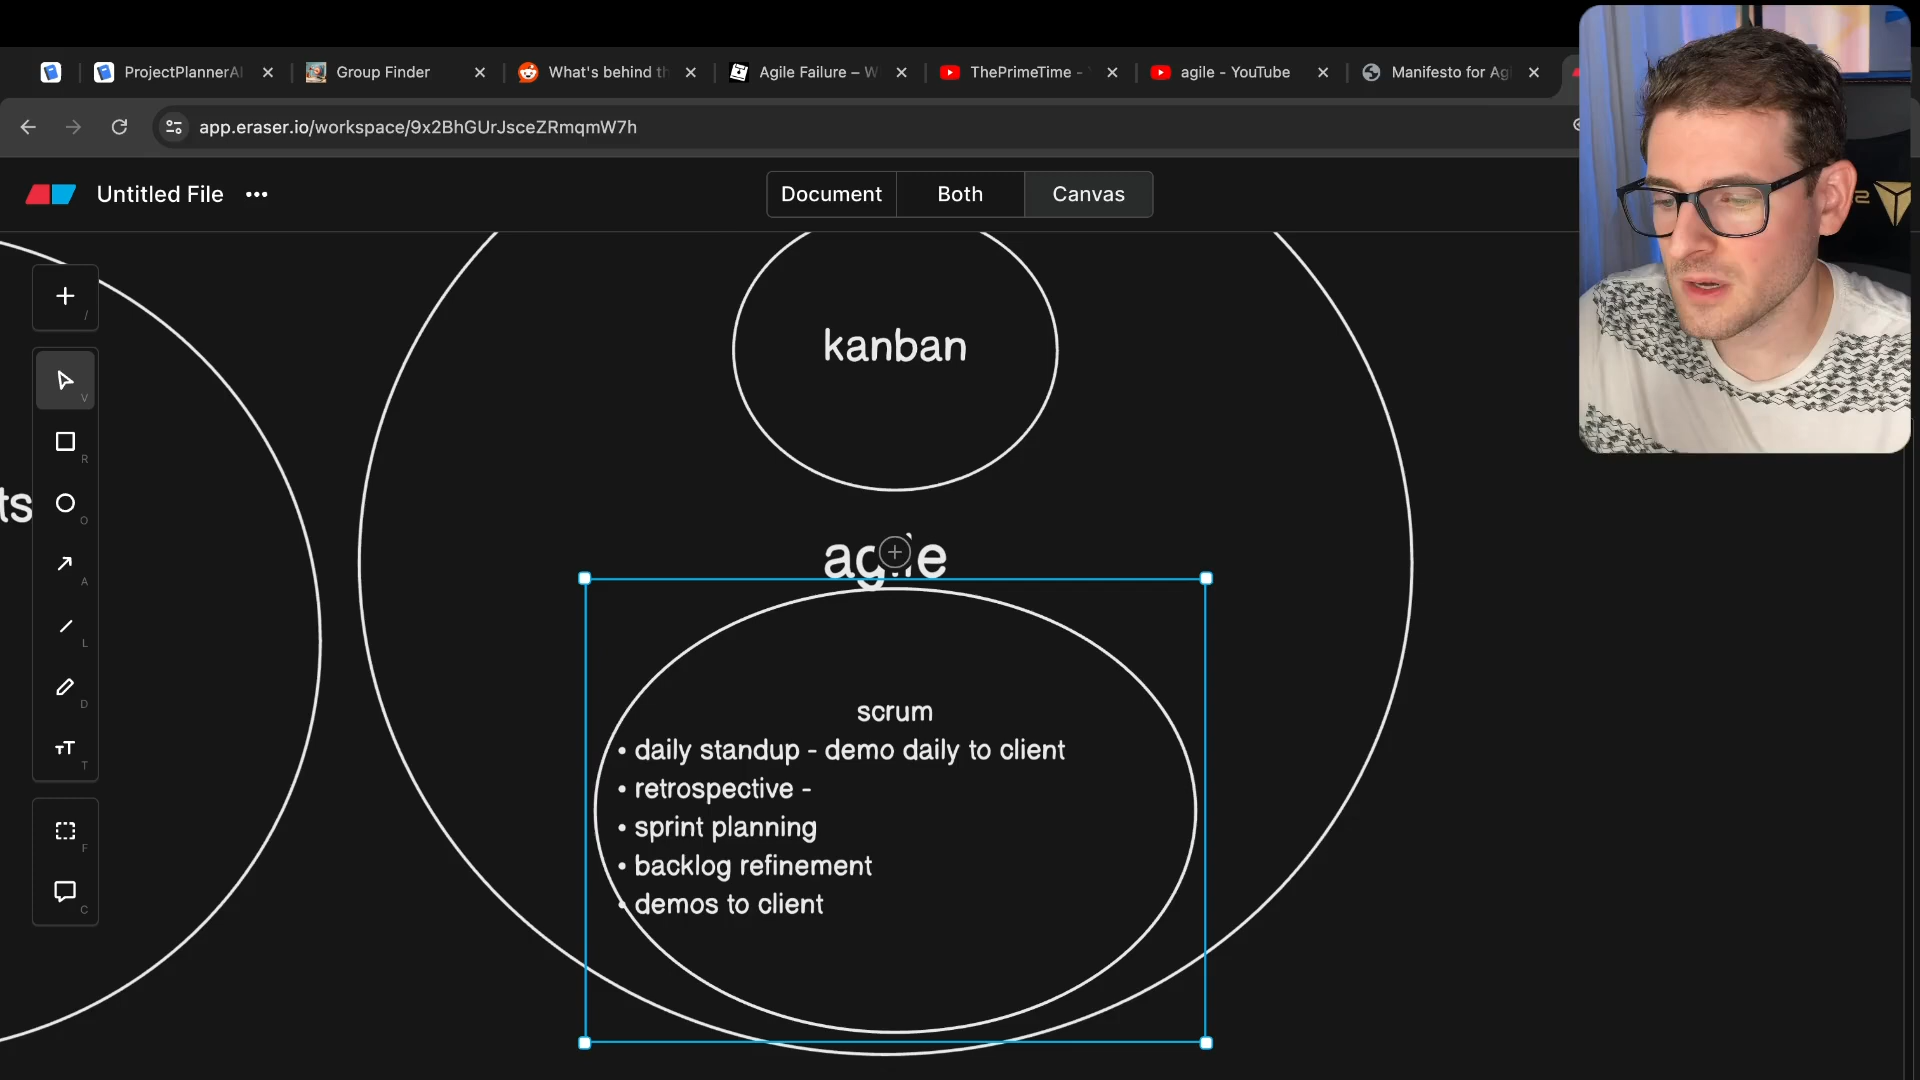 ProjectPlannerAI
Group Finder
What's behind th
Agile Failure – W
ThePrimeTime -
agile - YouTube
Manifesto for Ag
app.eraser.io/workspace/9x2BhGUrJsceZRmqmW7h
Untitled File
Document
Both
Canvas
/
V
R
O
A
L
D
tT
T
F
C
ts
kanban
agile
scrum
• daily standup - demo daily to client
• retrospective -
• sprint planning
• backlog refinement
• demos to client